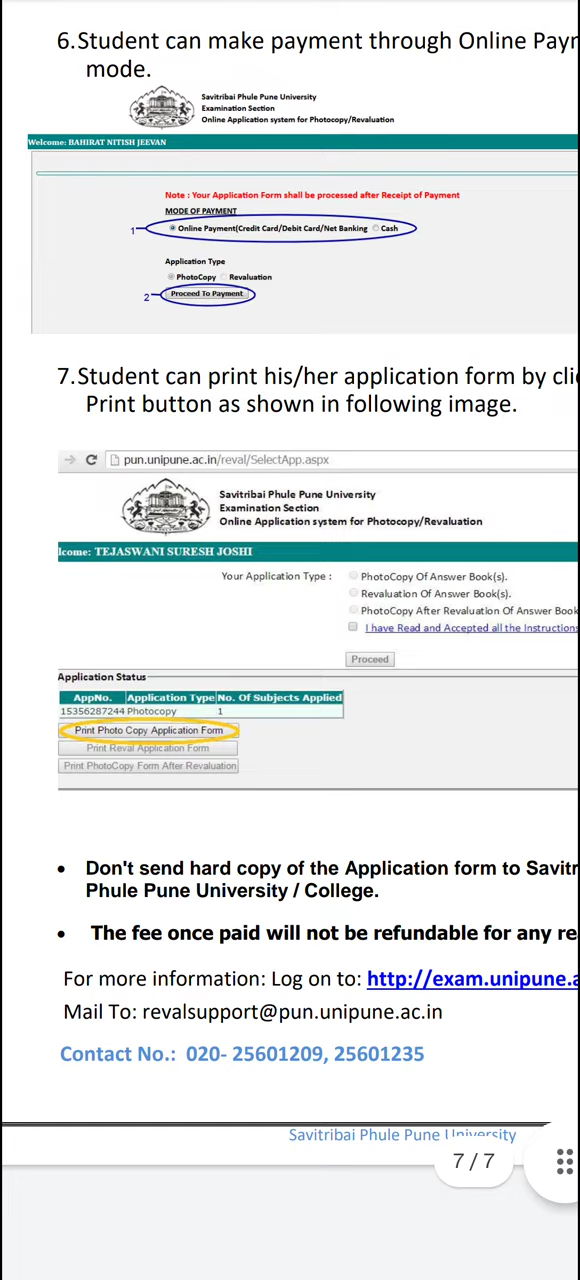 6.Student can make payment through Online Payr
mode.
Savitribai Phule Pune University
Examination Section
Online Application system for Photocopy/Revaluation
Welcome: BAHIRAT NITISH JEEVAN
Note : Your Application Form shall be processed after Receipt of Payment
MODE OF PAYMENT
1 Online Payment(Credit Card/Debit Card/Net Banking Cash
Application Type
PhotoCopy Revaluation
2 Proceed To Payment
7.Student can print his/her application form by cli
Print button as shown in following image.
pun.unipune.ac.in/reval/SelectApp.aspx
Savitribai Phule Pune University
Examination Section
Online Application system for Photocopy/Revaluation
lcome: TEJASWANI SURESH JOSHI
Your Application Type : PhotoCopy Of Answer Book(s).
Revaluation Of Answer Book(s).
PhotoCopy After Revaluation Of Answer Book
I have Read and Accepted all the Instructions
Proceed
Application Status
AppNo. Application Type No. Of Subjects Applied
15356287244 Photocopy 1
Print Photo Copy Application Form
Print Reval Application Form
Print PhotoCopy Form After Revaluation
• Don't send hard copy of the Application form to Savitr
Phule Pune University / College.
• The fee once paid will not be refundable for any re
For more information: Log on to: http://exam.unipune.a
Mail To: revalsupport@pun.unipune.ac.in
Contact No.: 020- 25601209, 25601235
Savitribai Phule Pune University
7 / 7